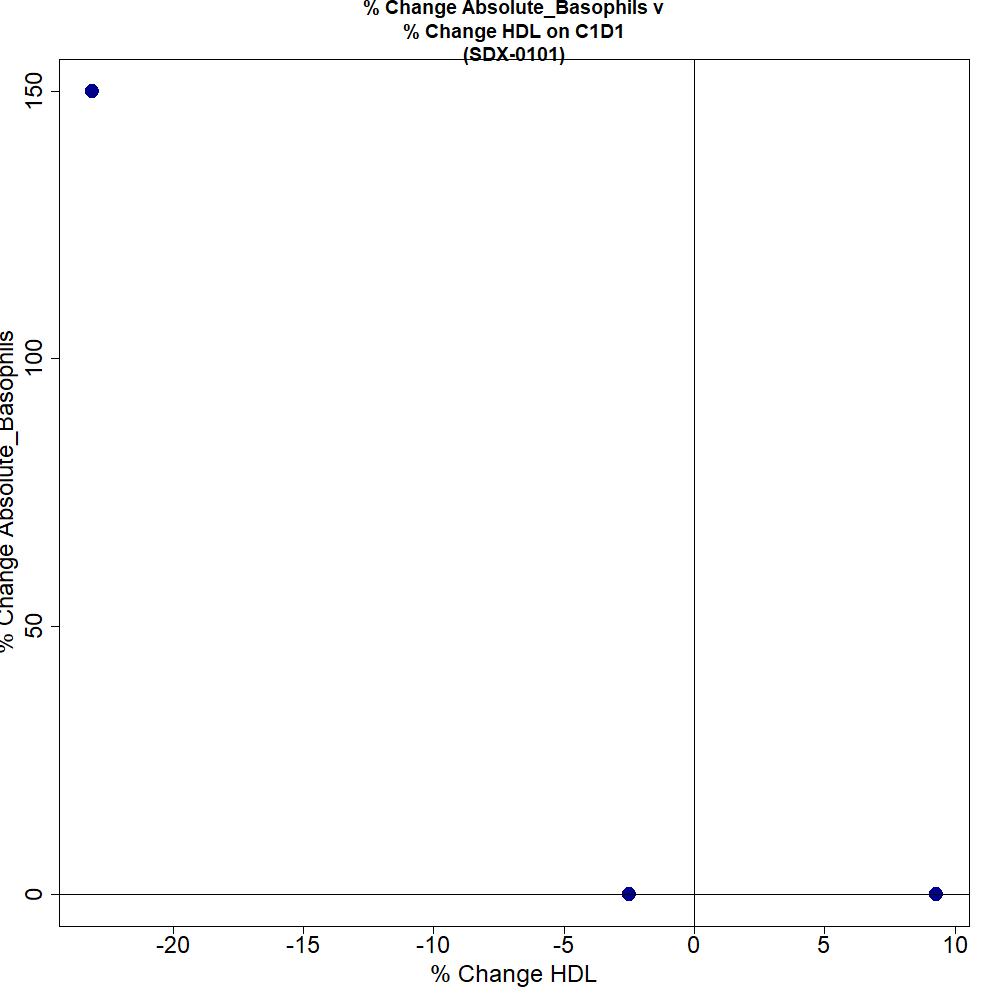 % Change Absolute_Basophils v
% Change HDL on C1D1
(SDX-0101)
150
100
50
0
% Change Absolute_Basophils
-20 -15 -10 -5 0 5 10
% Change HDL